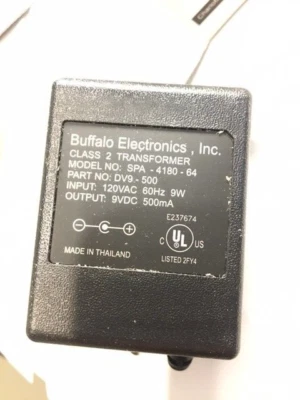 Buffalo Electronics , Inc.
CLASS 2 TRANSFORMER
MODEL NO: SPA - 4180 - 64
PART NO: DV9 - 500
INPUT: 120VAC 60Hz 9W
OUTPUT: 9VDC 500mA
E237674
C UL US
LISTED 2FY4
MADE IN THAILAND